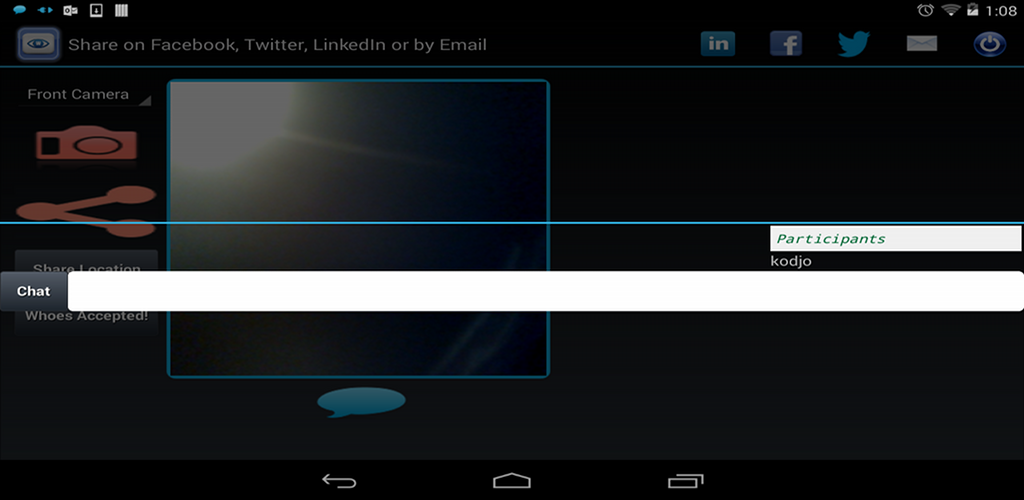 1:08
Share on Facebook, Twitter, LinkedIn or by Email
in
f
Front Camera
Participants
kodjo
Share Location
Chat
Whoes Accepted!